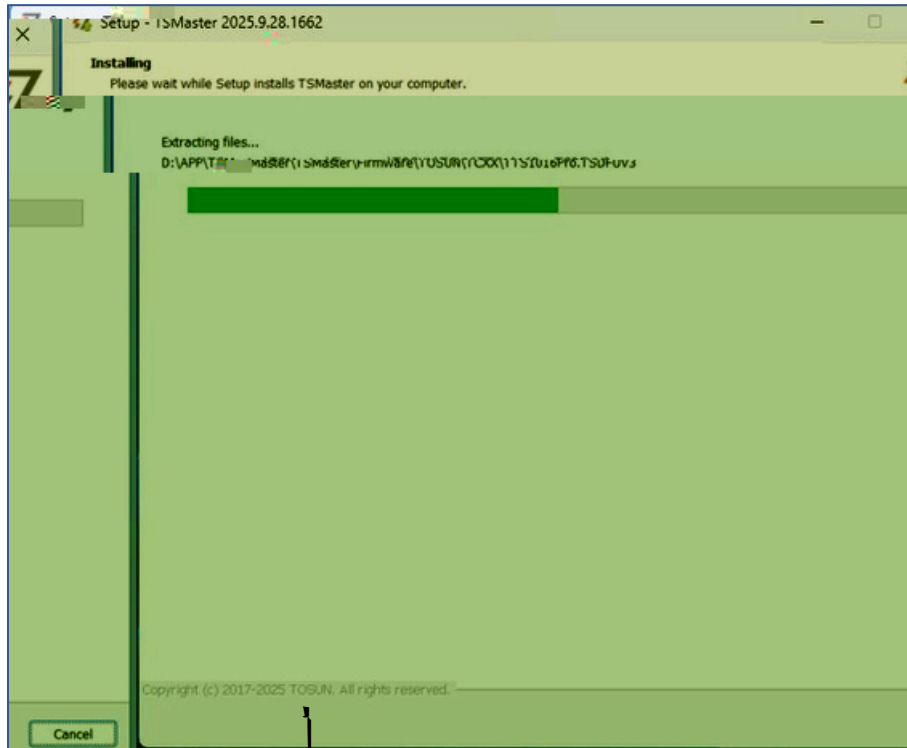 Setup - TSMaster 2025.9.28.1662
Installing
Please wait while Setup installs TSMaster on your computer.
Extracting files...
Copyright (c) 2017-2025 TOSUN. All rights reserved.
Cancel